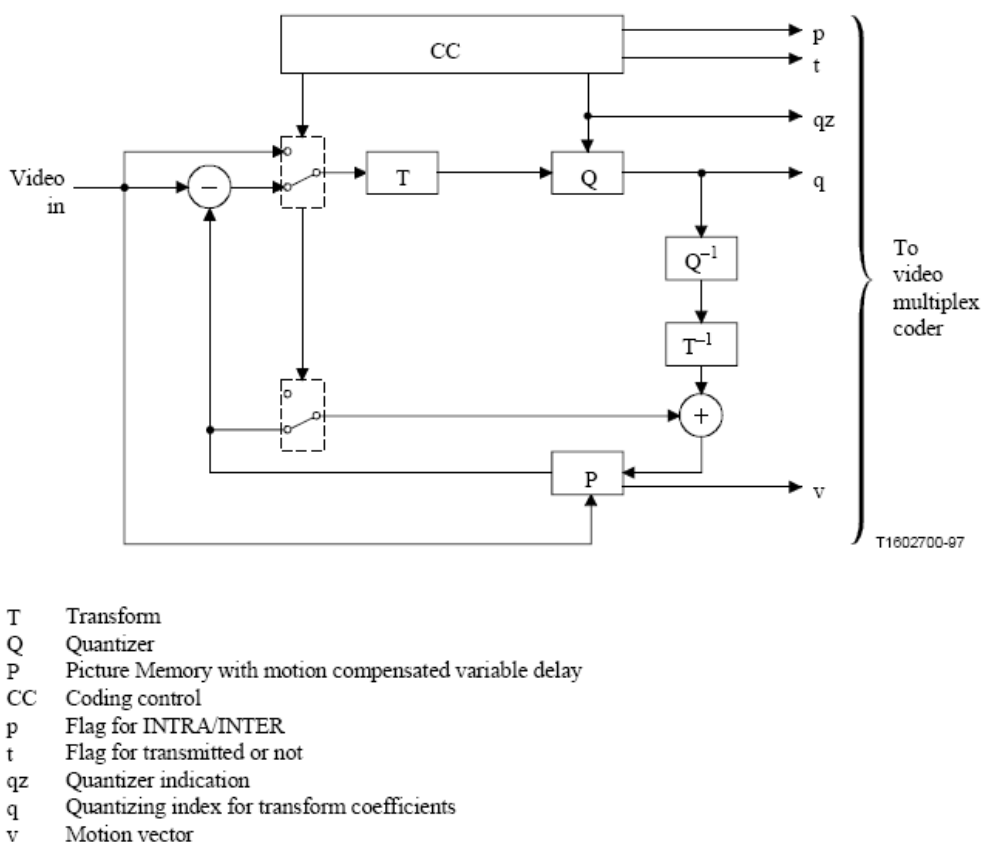 CC
p
t
qz
Video
in
−
T
Q
q
Q−1
T−1
+
P
v
To
video
multiplex
coder
T1602700-97
T Transform
Q Quantizer
P Picture Memory with motion compensated variable delay
CC Coding control
p Flag for INTRA/INTER
t Flag for transmitted or not
qz Quantizer indication
q Quantizing index for transform coefficients
v Motion vector